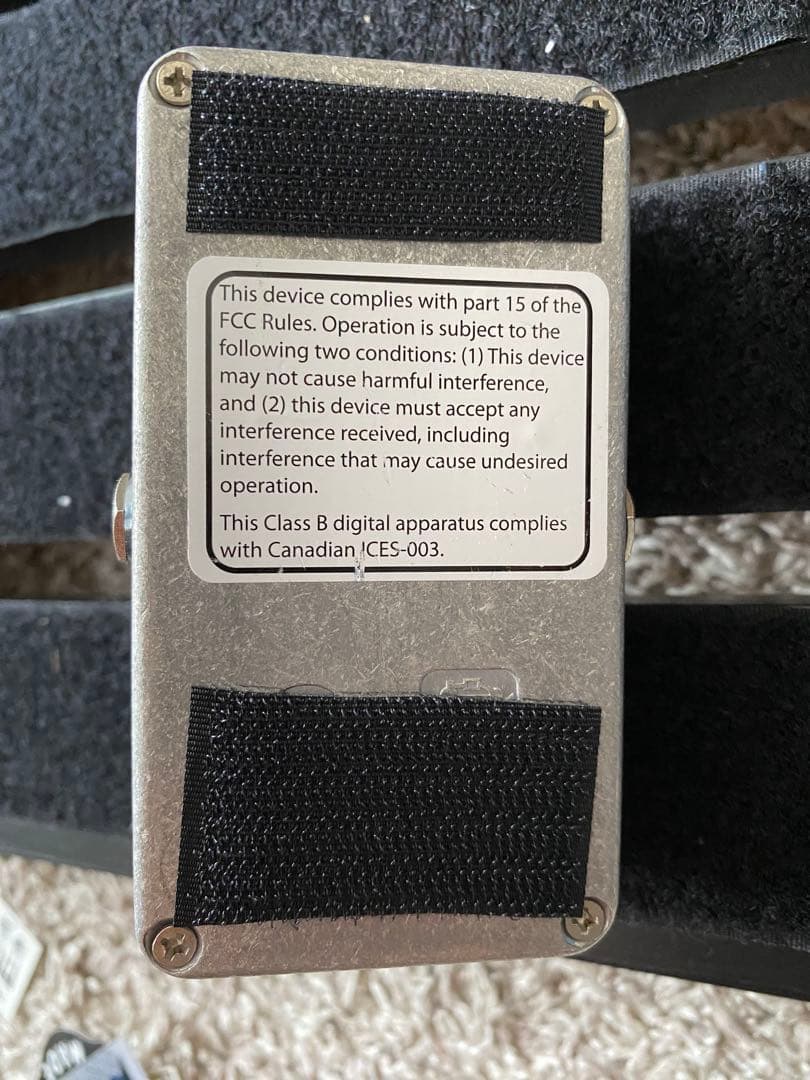 This device complies with part 15 of the
FCC Rules. Operation is subject to the
following two conditions: (1) This device
may not cause harmful interference,
and (2) this device must accept any
interference received, including
interference that may cause undesired
operation.
This Class B digital apparatus complies
with Canadian ICES-003.